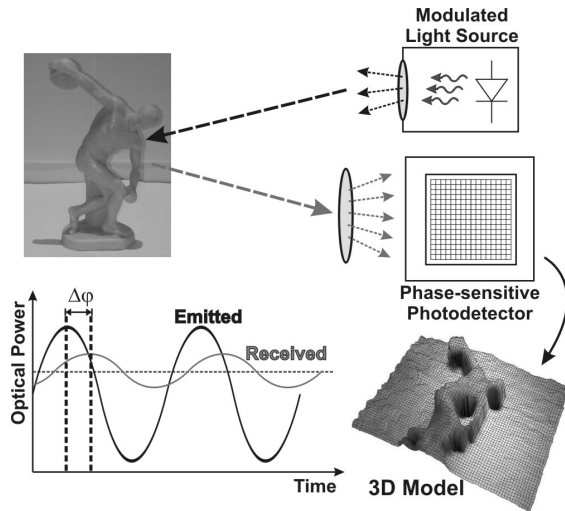 Modulated
Light Source
Phase-sensitive
Photodetector
Δφ
Emitted
Received
Optical Power
Time
3D Model